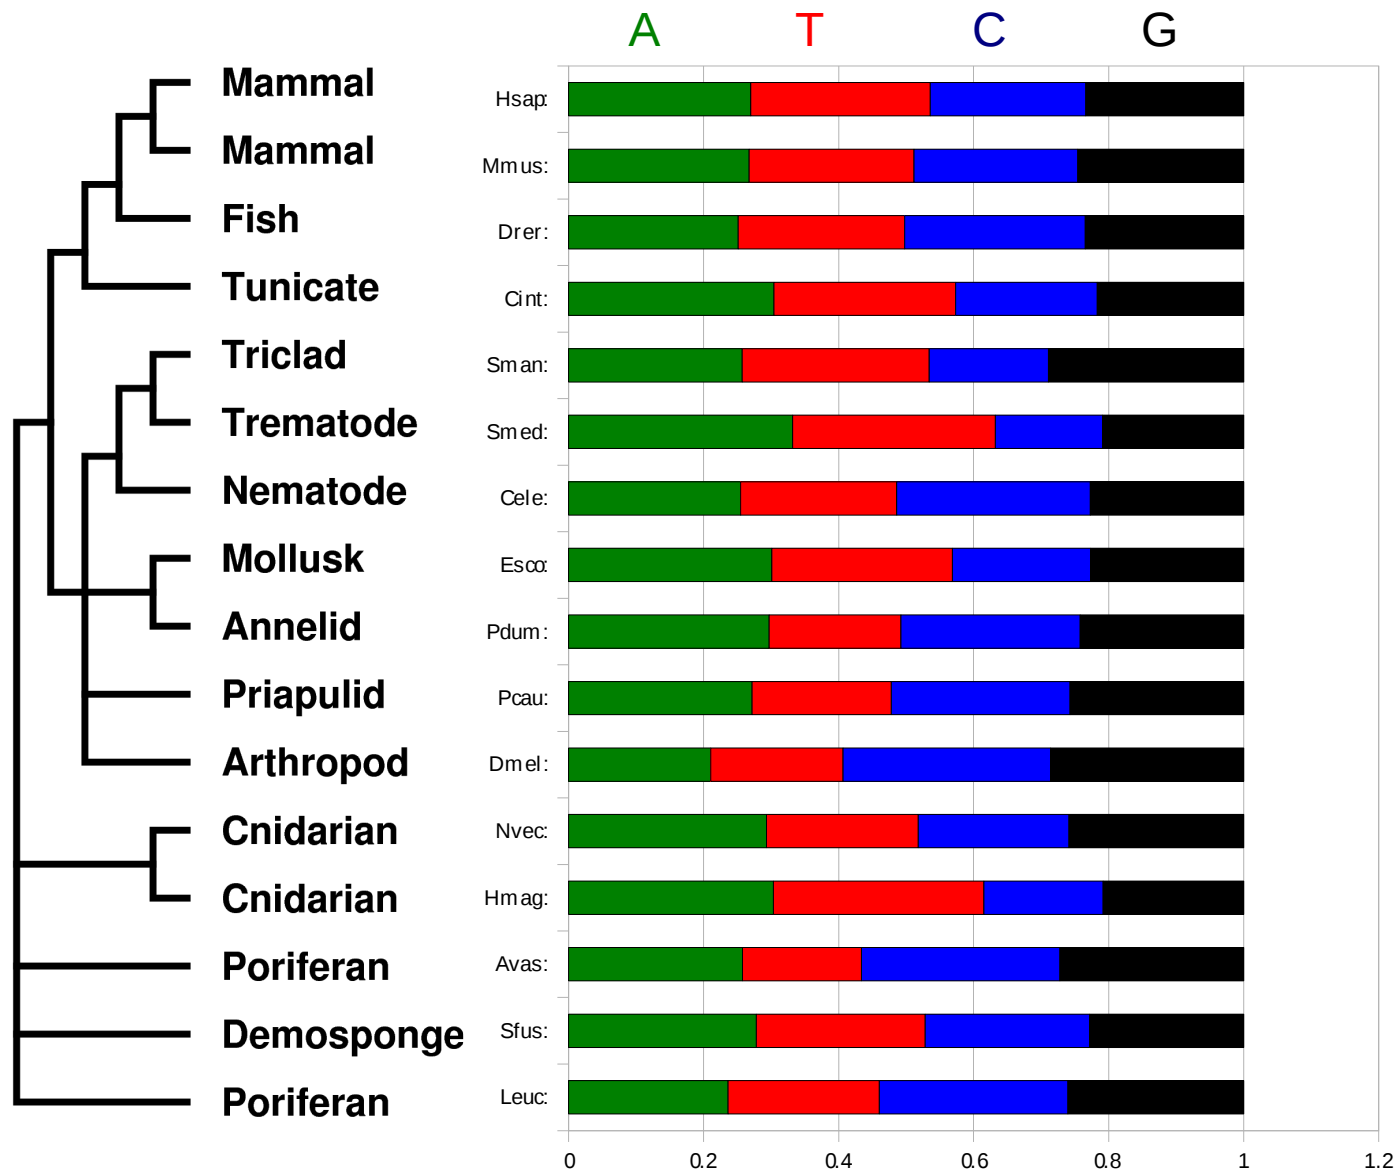 A T C G
Mammal Hsap:
Mammal Mmus:
Fish Drer:
Tunicate Cint:
Triclad Sman:
Trematode Smed:
Nematode Cele:
Mollusk Esco:
Annelid Pdum:
Priapulid Pcau:
Arthropod Dmel:
Cnidarian Nvec:
Cnidarian Hmag:
Poriferan Avas:
Demosponge Sfus:
Poriferan Leuc:
0 0.2 0.4 0.6 0.8 1 1.2